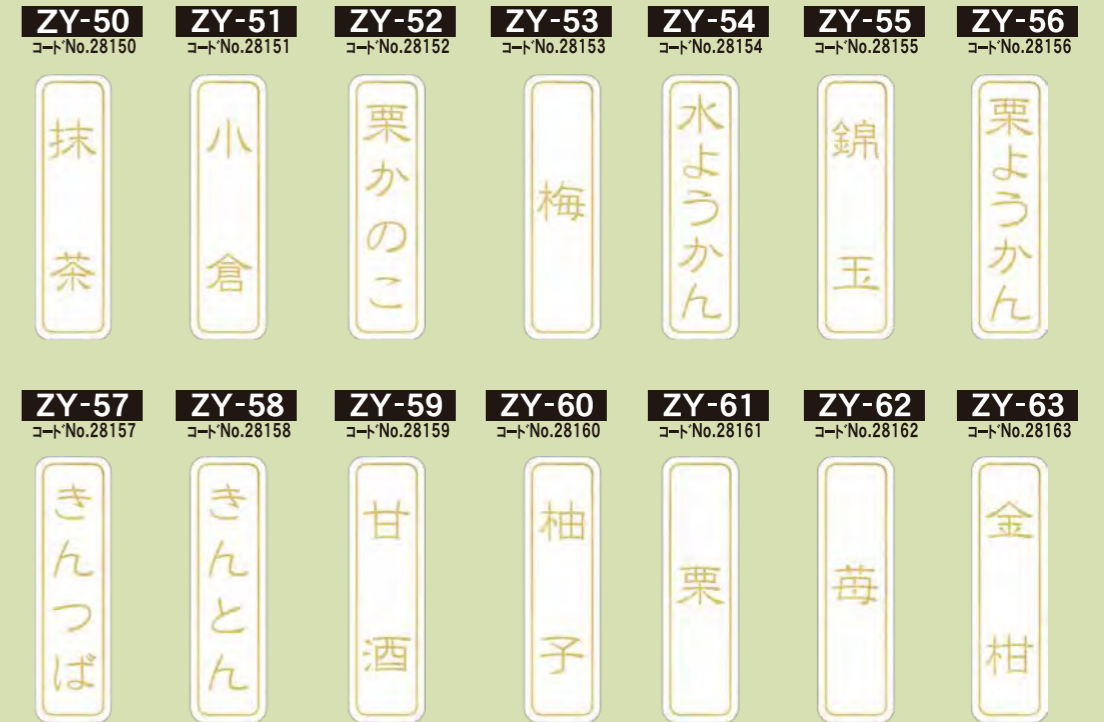 ZY-50
コードNo.28150
抹茶
ZY-51
コードNo.28151
小倉
ZY-52
コードNo.28152
栗かのこ
ZY-53
コードNo.28153
梅
ZY-54
コードNo.28154
水ようかん
ZY-55
コードNo.28155
錦玉
ZY-56
コードNo.28156
栗ようかん
ZY-57
コードNo.28157
きんつば
ZY-58
コードNo.28158
きんとん
ZY-59
コードNo.28159
甘酒
ZY-60
コードNo.28160
柚子
ZY-61
コードNo.28161
栗
ZY-62
コードNo.28162
苺
ZY-63
コードNo.28163
金柑